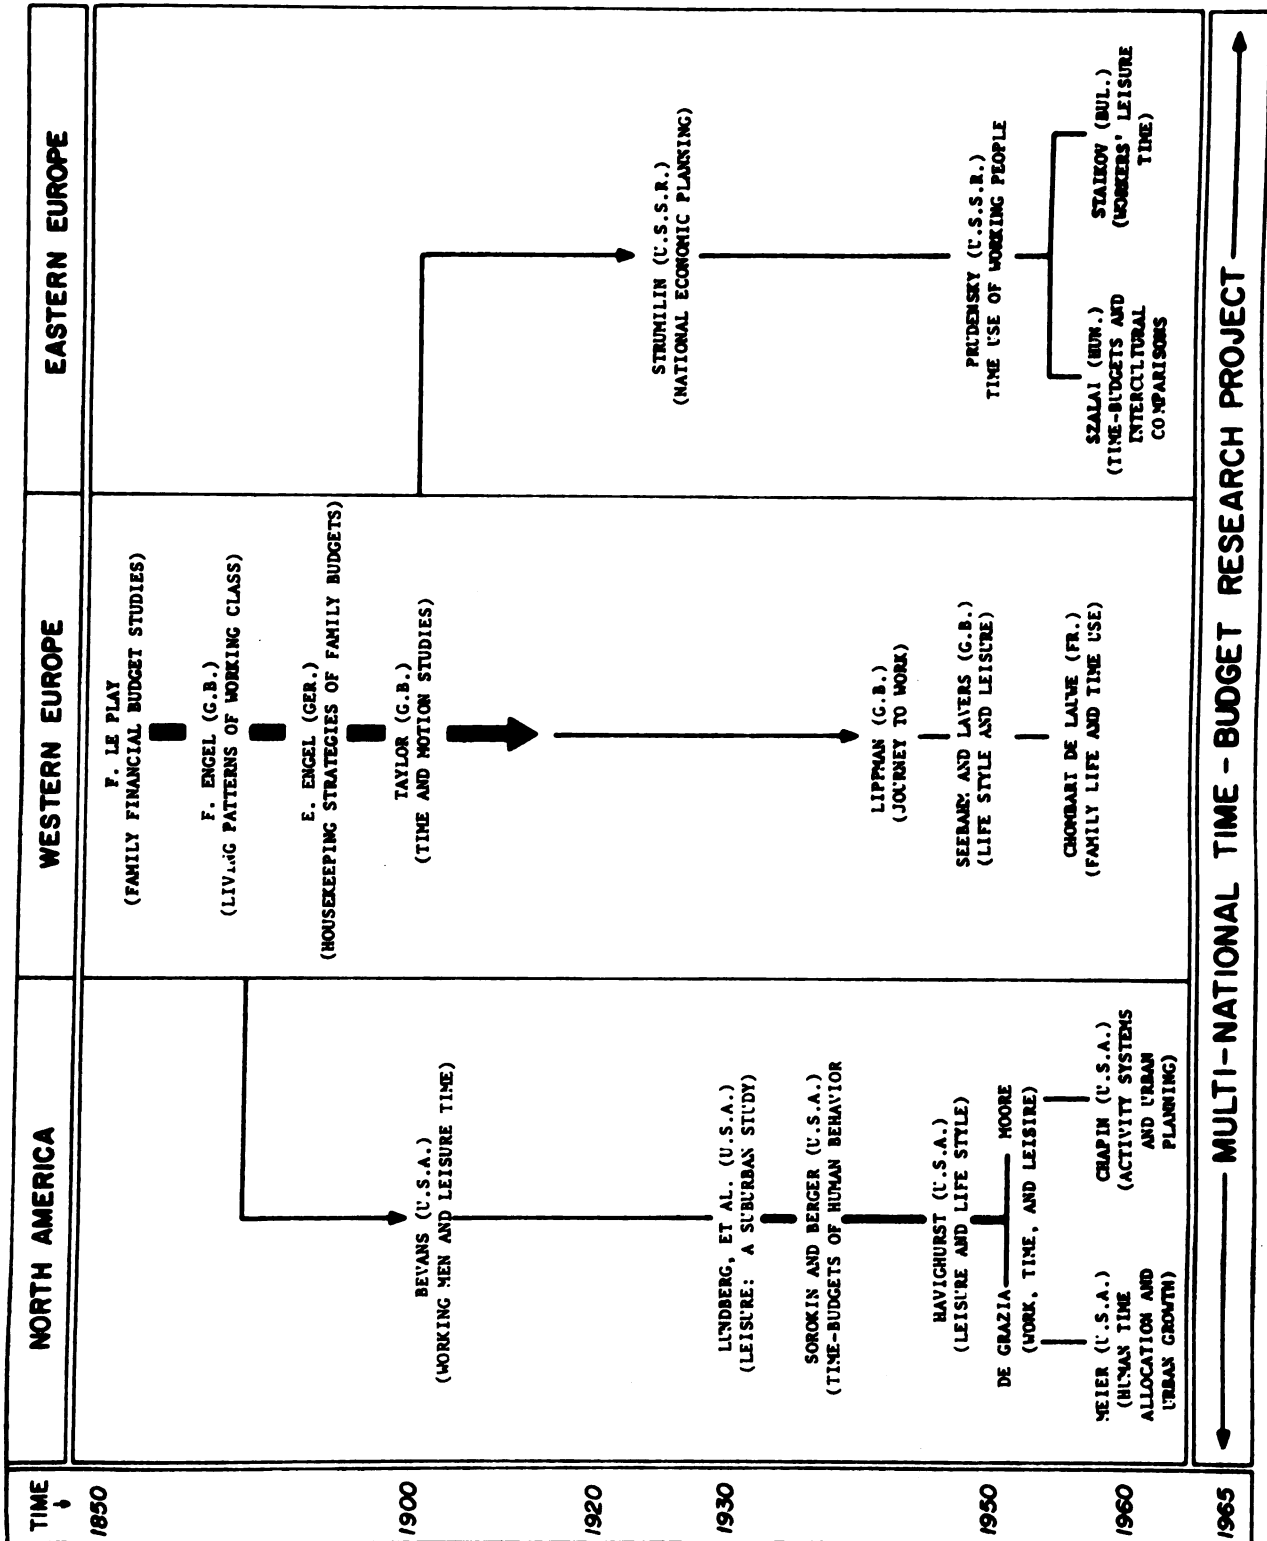 TIME
NORTH AMERICA
WESTERN EUROPE
EASTERN EUROPE
1850
1900
1920
1930
1950
1960
1965
BEVANS (U.S.A.)
(WORKING MEN AND LEISURE TIME)
LUNDBERG, ET AL. (U.S.A.)
(LEISURE: A SUBURBAN STUDY)
SOROKIN AND BERGER (U.S.A.)
(TIME-BUDGETS OF HUMAN BEHAVIOR
HAVIGHURST (U.S.A.)
(LEISURE AND LIFE STYLE)
DE GRAZIA MOORE
(WORK, TIME, AND LEISIRE)
MEIER (U.S.A.)
(HUMAN TIME
ALLOCATION AND
URBAN GROWTH)
CHAPIN (U.S.A.)
(ACTIVITY SYSTEMS
AND URBAN
PLANNING)
F. LE PLAY
(FAMILY FINANCIAL BUDGET STUDIES)
F. ENGEL (G.B.)
(LIVING PATTERNS OF WORKING CLASS)
E. ENGEL (GER.)
(HOUSEKEEPING STRATEGIES OF FAMILY BUDGETS)
TAYLOR (G.B.)
(TIME AND MOTION STUDIES)
LIPPMAN (G.B.)
(JOURNEY TO WORK)
SEEBAHM AND LAVERS (G.B.)
(LIFE STYLE AND LEISURE)
CHOMBART DE LAUWE (FR.)
(FAMILY LIFE AND TIME USE)
STRUMILIN (U.S.S.R.)
(NATIONAL ECONOMIC PLANNING)
PRUDENSKY (U.S.S.R.)
TIME USE OF WORKING PEOPLE
SZALAI (HUN.)
(TIME-BUDGETS AND
INTERCULTURAL
COMPARISONS
STAIKOV (BUL.)
(WORKERS' LEISURE
TIME)
MULTI-NATIONAL TIME-BUDGET RESEARCH PROJECT